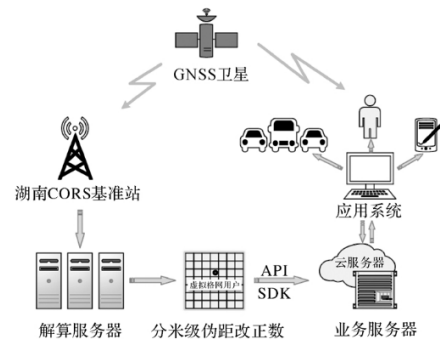 GNSS卫星
湖南CORS基准站
应用系统
云服务器
虚拟格网用户
API
SDK
解算服务器
分米级伪距改正数
业务服务器